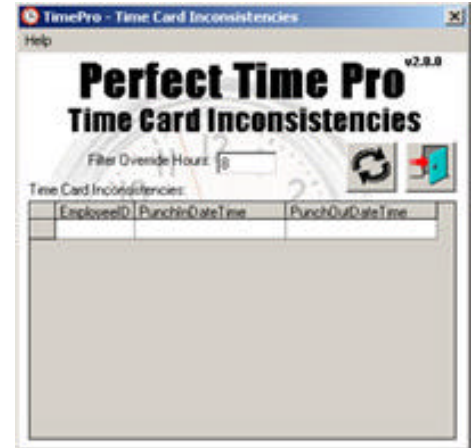 TimePro - Time Card Inconsistencies
Help
Perfect Time Pro
v2.0.0
Time Card Inconsistencies
Filter Override Hours: 8
Time Card Inconsistencies:
EmployeeID PunchInDateTime PunchOutDateTime